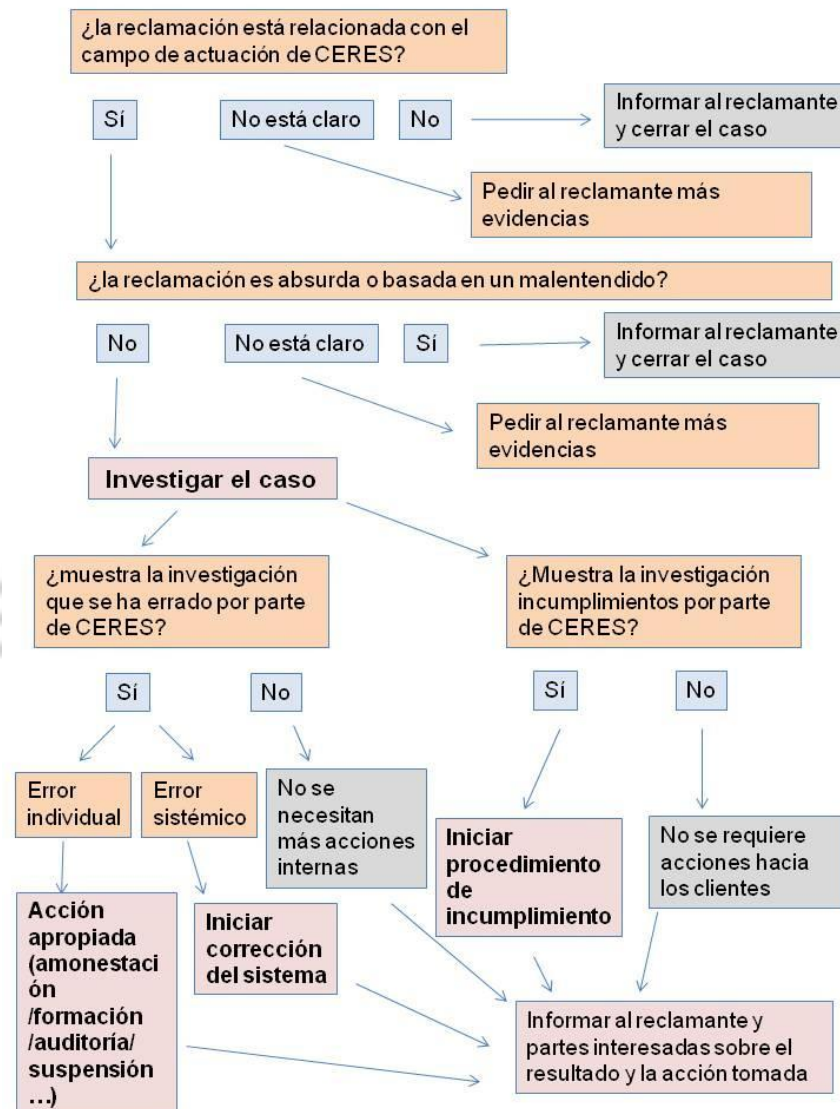 ¿la reclamación está relacionada con el
campo de actuación de CERES?
Sí
No está claro
No
Informar al reclamante
y cerrar el caso
Pedir al reclamante más
evidencias
¿la reclamación es absurda o basada en un malentendido?
No
No está claro
Sí
Informar al reclamante
y cerrar el caso
Pedir al reclamante más
evidencias
Investigar el caso
¿muestra la investigación
que se ha errado por parte
de CERES?
¿Muestra la investigación
incumplimientos por parte
de CERES?
Sí
No
Sí
No
Error
individual
Error
sistémico
No se
necesitan
más acciones
internas
Iniciar
procedimiento
de
incumplimiento
No se requiere
acciones hacia
los clientes
Acción
apropiada
(amonestaci
ón
/formación
/auditoría/
suspensión
...)
Iniciar
corrección
del sistema
Informar al reclamante y
partes interesadas sobre el
resultado y la acción tomada